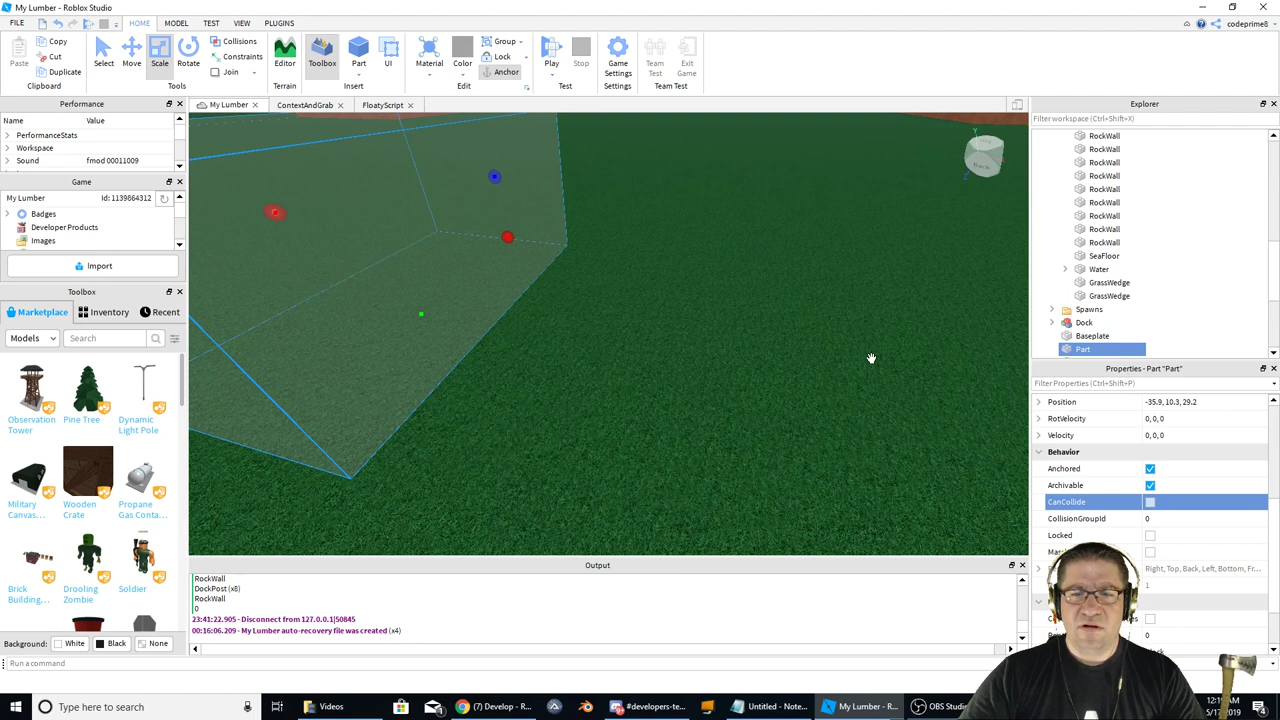 My Lumber - Roblox Studio
FILE HOME MODEL TEST VIEW PLUGINS codeprime8
Paste Copy Cut Duplicate Clipboard
Select Move Scale Rotate Collisions Constraints Join Tools
Editor Terrain Toolbox Part UI Insert
Material Color Group Lock Anchor Edit
Play Stop Test Game Settings Settings Team Test Exit Game Team Test
Performance
Name Value
PerformanceStats
Workspace
Sound fmod 00011009
Game
My Lumber Id: 1139864312
Badges
Developer Products
Images
Import
Toolbox
Marketplace Inventory Recent
Models Search
Observation Tower Pine Tree Dynamic Light Pole
Military Canvas... Wooden Crate Propane Gas Conta...
Brick Building... Drooling Zombie Soldier
Background: White Black None
Run a command
My Lumber ContextAndGrab FloatyScript
Back
Output
RockWall
DockPost (x8)
RockWall
0
23:41:22.905 - Disconnect from 127.0.0.1|50845
00:16:06.209 - My Lumber auto-recovery file was created (x4)
Explorer
Filter workspace (Ctrl+Shift+X)
RockWall
RockWall
RockWall
RockWall
RockWall
RockWall
RockWall
RockWall
RockWall
SeaFloor
Water
GrassWedge
GrassWedge
Spawns
Dock
Baseplate
Part
Properties - Part "Part"
Filter Properties (Ctrl+Shift+P)
Position -35.9, 10.3, 29.2
RotVelocity 0, 0, 0
Velocity 0, 0, 0
Behavior
Anchored
Archivable
CanCollide
CollisionGroupId 0
Locked
Right, Top, Back, Left, Bottom, Fr...
1
0
Type here to search
Videos
(7) Develop - R...
#developers-te...
Untitled - Note...
My Lumber - R...
OBS Studi
5/17/2019